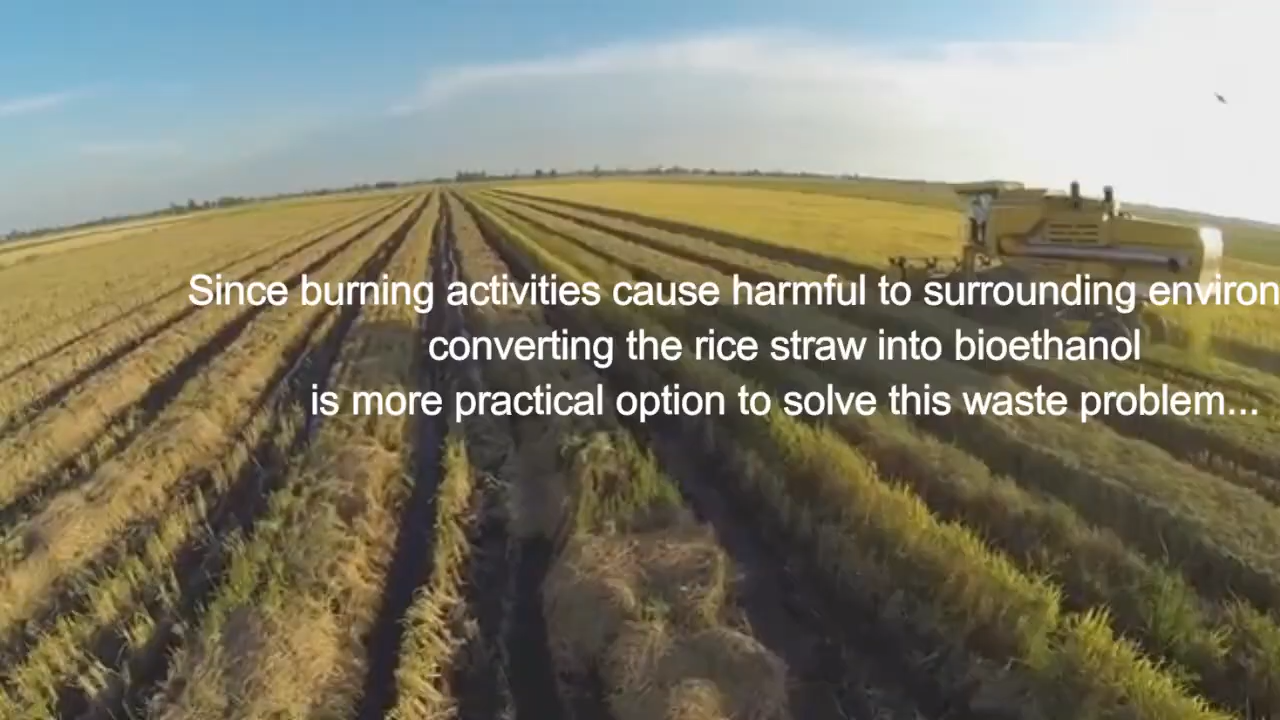 Since burning activities cause harmful to surrounding environ
converting the rice straw into bioethanol
is more practical option to solve this waste problem...